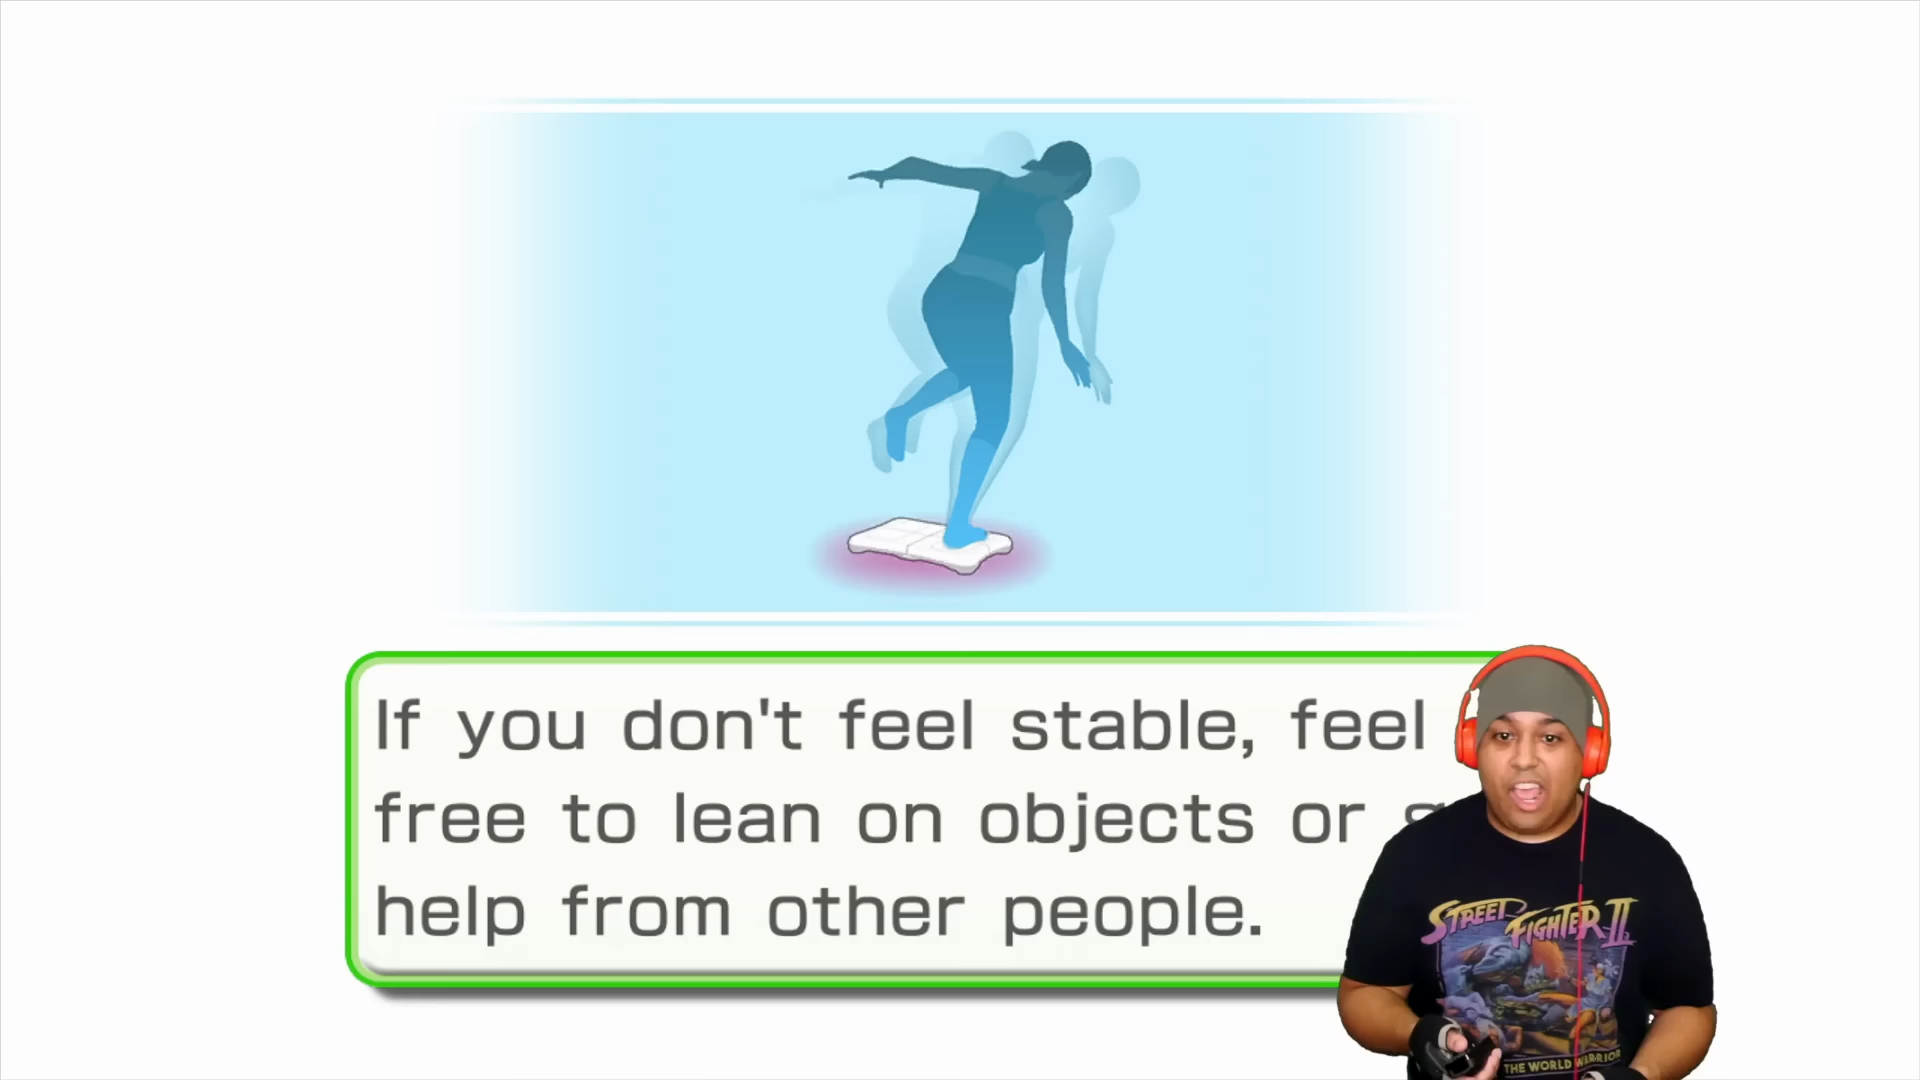 If you don't feel stable, feel
free to lean on objects or
help from other people.
STREET
FIGHTER II
THE WORLD WARRIOR